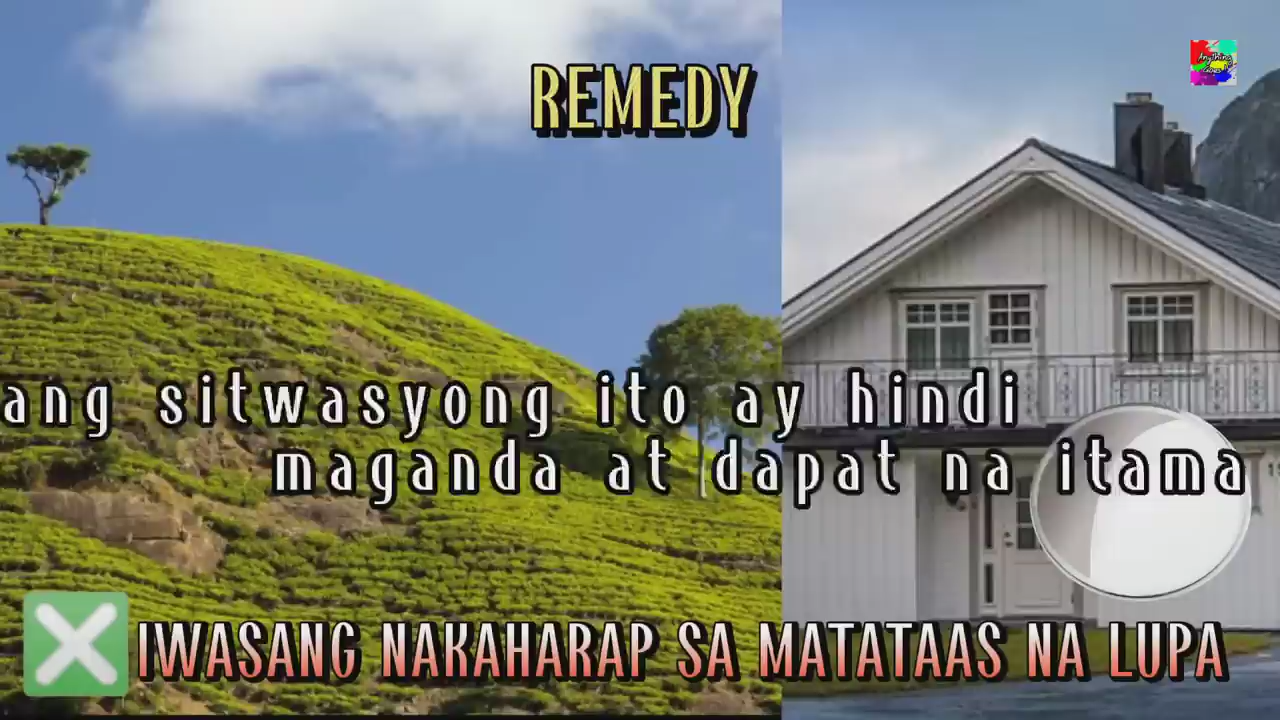 REMEDY
ang sitwasyong ito ay hindi
maganda at dapat na itama
IWASANG NAKAHARAP SA MATATAAS NA LUPA